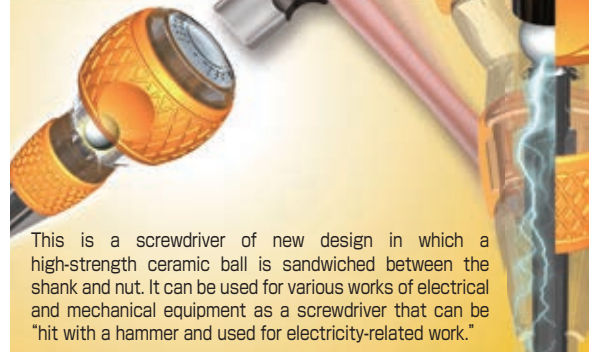 This is a screwdriver of new design in which a
high-strength ceramic ball is sandwiched between the
shank and nut. It can be used for various works of electrical
and mechanical equipment as a screwdriver that can be
“hit with a hammer and used for electricity-related work.”